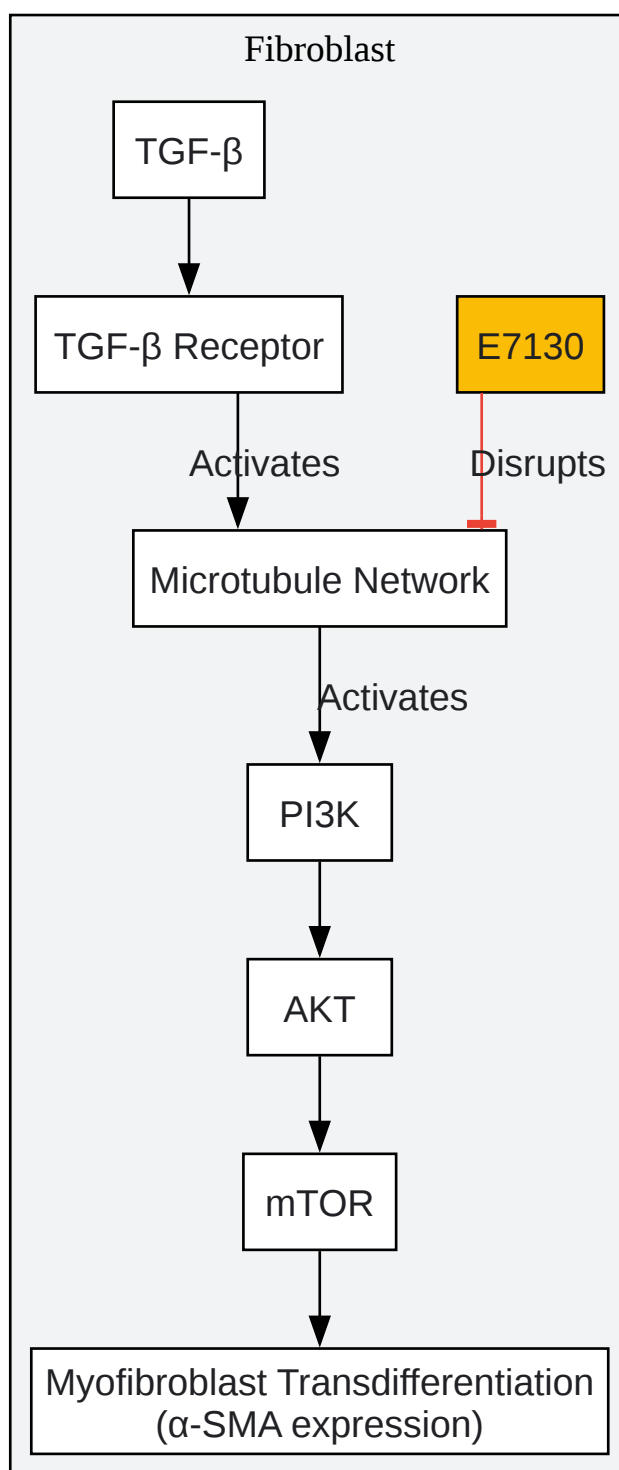 Fibroblast
TGF-β
TGF-β Receptor
E7130
Activates
Disrupts
Microtubule Network
Activates
PI3K
AKT
mTOR
Myofibroblast Transdifferentiation
(α-SMA expression)